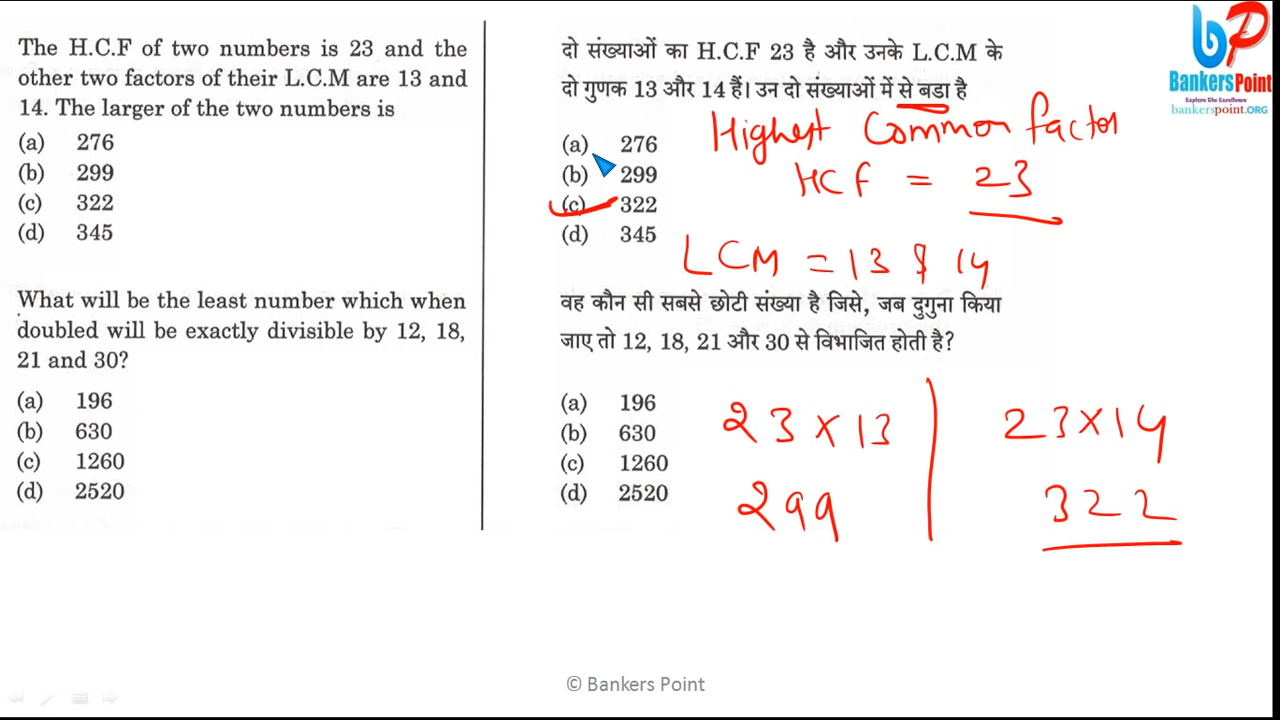 The H.C.F of two numbers is 23 and the
other two factors of their L.C.M are 13 and
14. The larger of the two numbers is
(a) 276
(b) 299
(c) 322
(d) 345
What will be the least number which when
doubled will be exactly divisible by 12, 18,
21 and 30?
(a) 196
(b) 630
(c) 1260
(d) 2520
दो संख्याओं का H.C.F 23 है और उनके L.C.M के
दो गुणक 13 और 14 हैं। उन दो संख्याओं में से बडा है
(a) 276
(b) 299
(c) 322
(d) 345
Highest Common factor
HCF = 23
LCM = 13 & 14
वह कौन सी सबसे छोटी संख्या है जिसे, जब दुगुना किया
जाए तो 12, 18, 21 और 30 से विभाजित होती है?
(a) 196
(b) 630
(c) 1260
(d) 2520
23 × 13
299
23 × 14
322
bP
BankersPoint
Explore The Excellence
bankerspoint.ORG
© Bankers Point